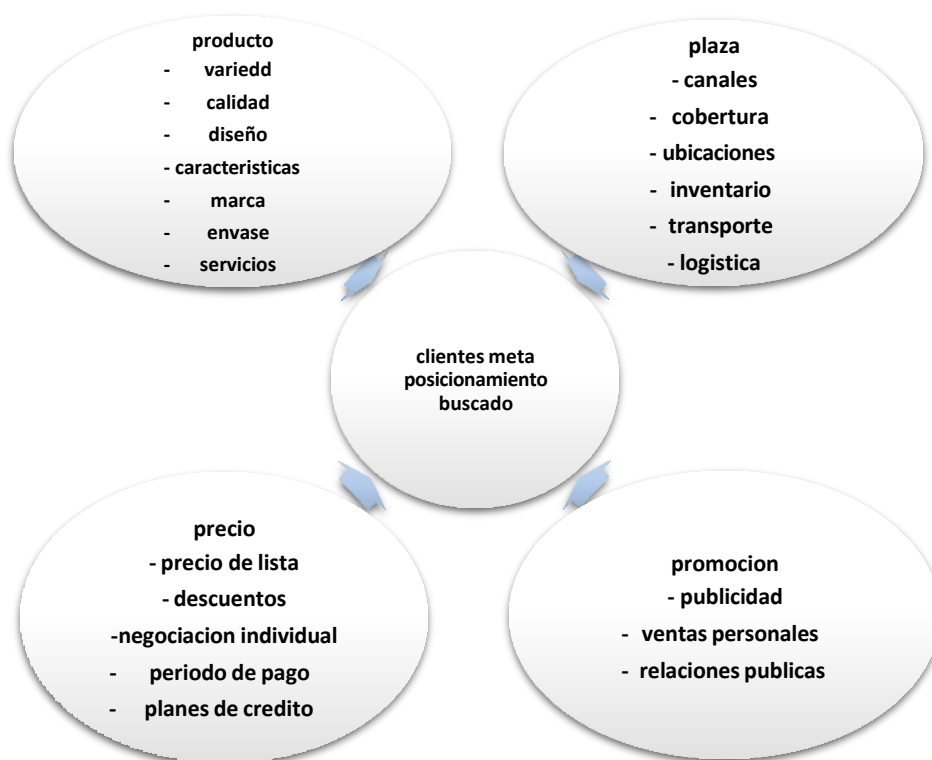 producto
- variedd
- calidad
- diseño
- caracteristicas
- marca
- envase
- servicios
plaza
- canales
- cobertura
- ubicaciones
- inventario
- transporte
- logistica
clientes meta
posicionamiento
buscado
precio
- precio de lista
- descuentos
-negociacion individual
- periodo de pago
- planes de credito
promocion
- publicidad
- ventas personales
- relaciones publicas